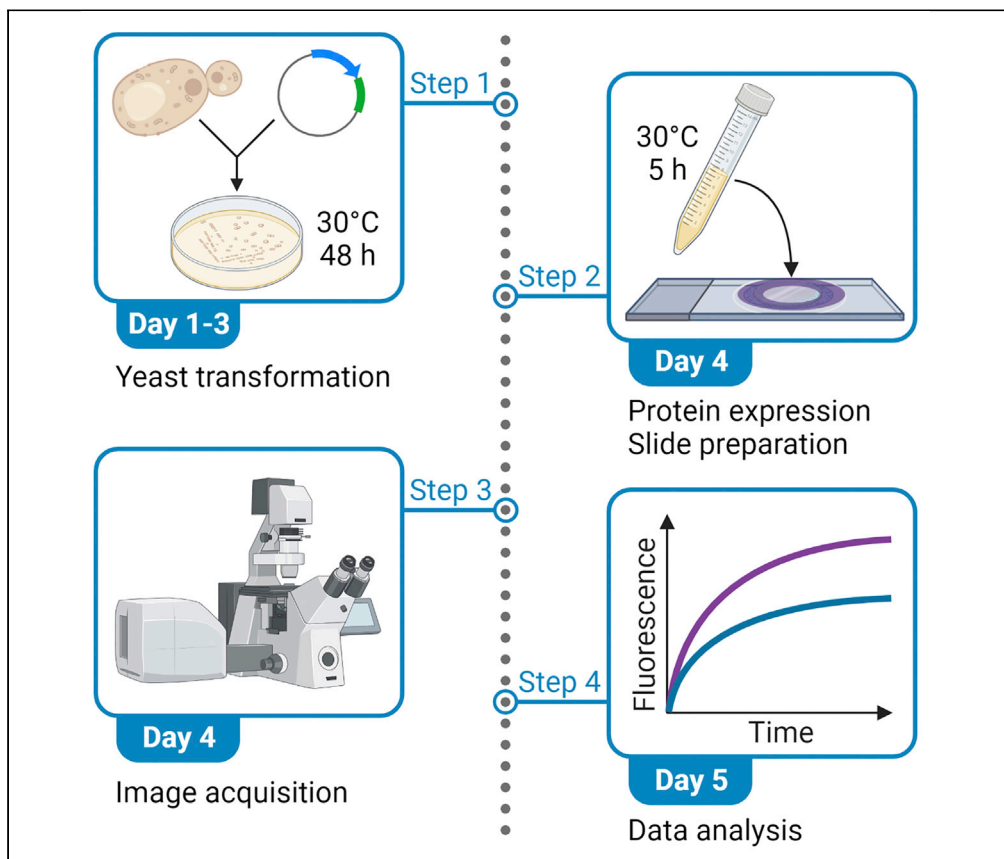 Step 1
30°C
48 h
Day 1-3
Yeast transformation
Step 2
30°C
5 h
Day 4
Protein expression
Slide preparation
Step 3
Day 4
Image acquisition
Step 4
Fluorescence
Time
Day 5
Data analysis